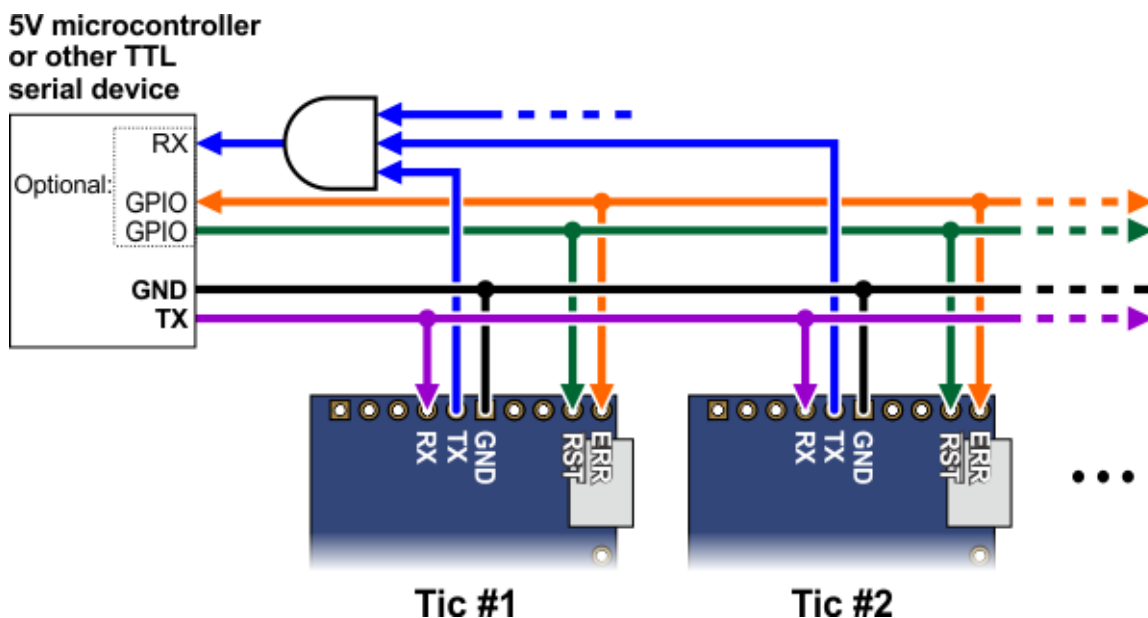 5V microcontroller
or other TTL
serial device
RX
Optional:
GPIO
GPIO
GND
TX
RX
TX
GND
RST
ERR
RX
TX
GND
RST
ERR
Tic #1
Tic #2